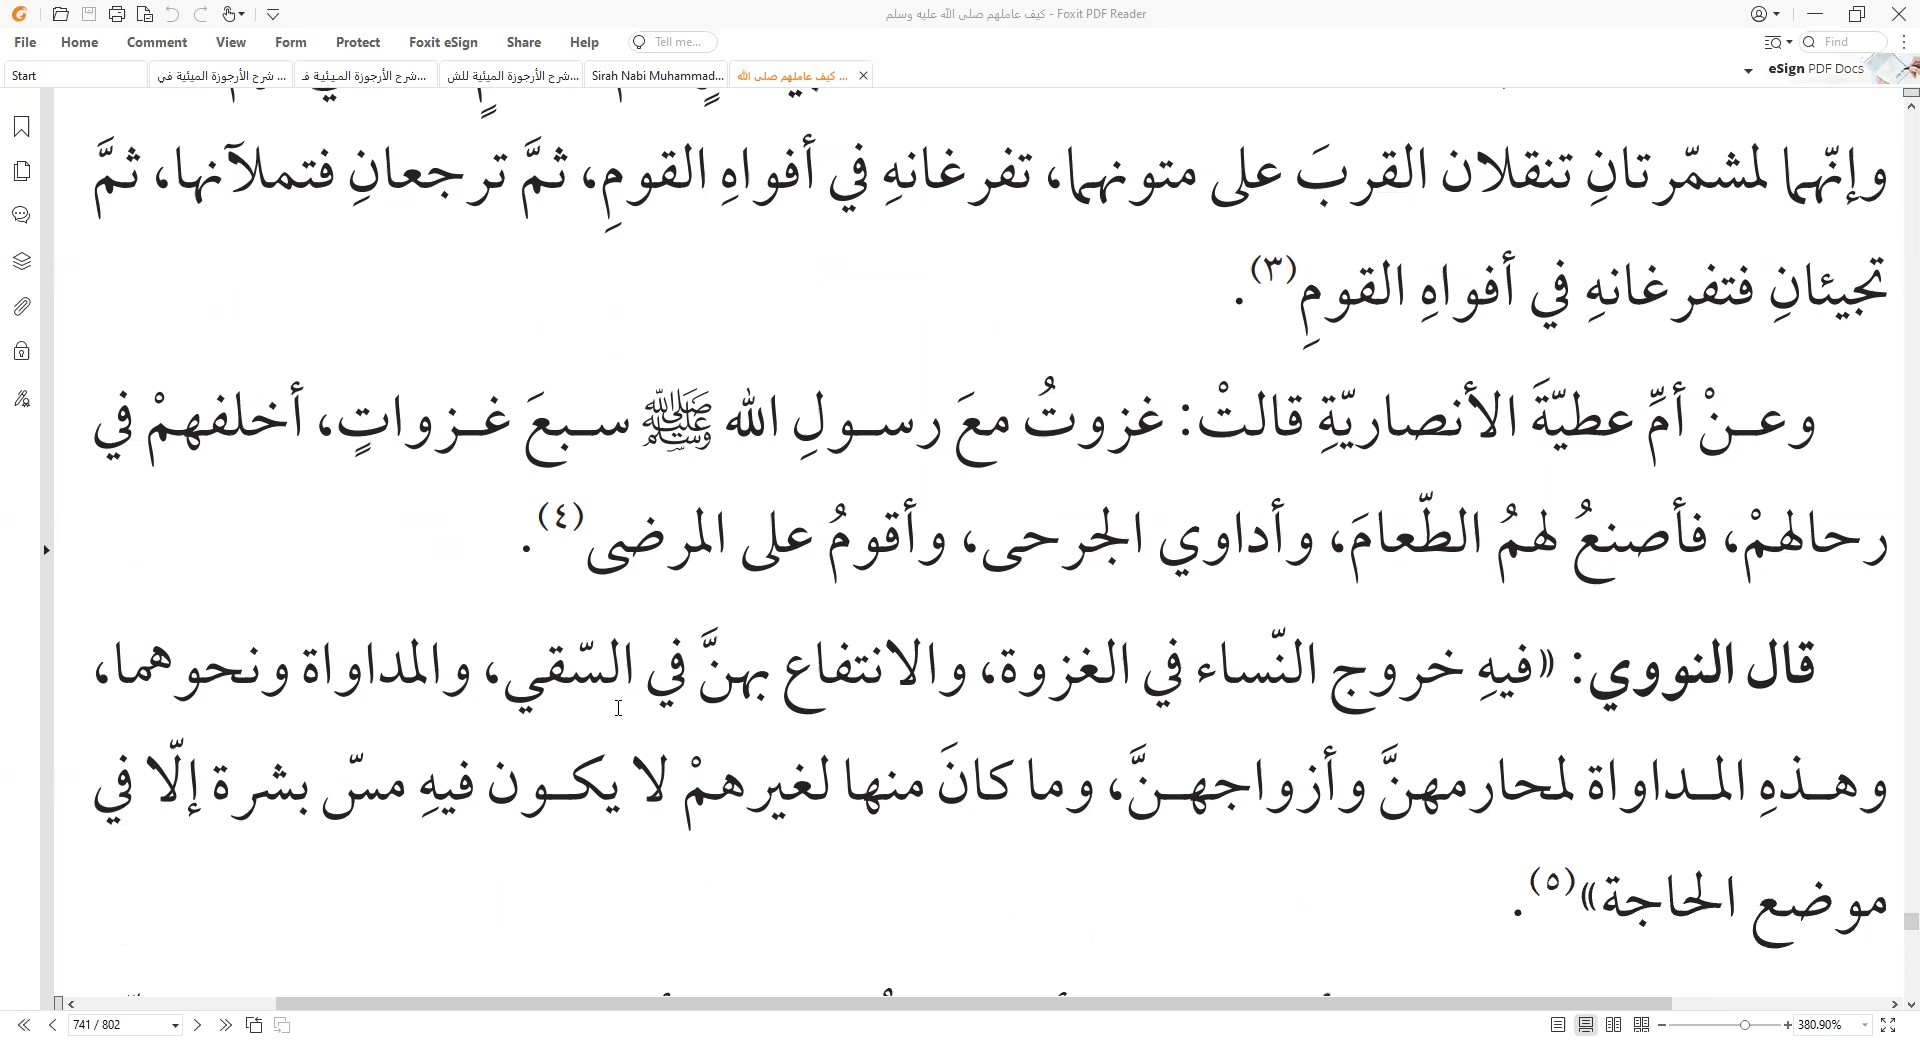 كيف عاملهم صلى الله عليه وسلم - Foxit PDF Reader
File Home Comment View Form Protect Foxit eSign Share Help Tell me... Find
Start
شرح الأرجوزة الميئية في ...
شرح الأرجوزة الميئية فـ...
شرح الأرجوزة الميئية للش...
Sirah Nabi Muhammad...
كيف عاملهم صلى الله ...
eSign PDF Docs
وإنّهما لمشمّرتانِ تنقلان القربَ على متونهما، تفرغانهِ في أفواهِ القومِ، ثمَّ ترجعانِ فتملآنها، ثمَّ
تجيئانِ فتفرغانهِ في أفواهِ القومِ(٣).
وعـنْ أمِّ عطيّةَ الأنصاريّةِ قالتْ: غزوتُ معَ رسـولِ الله ﷺ سـبعَ غـزواتٍ، أخلفهمْ في
رحالهمْ، فأصنعُ لهمُ الطّعامَ، وأداوي الجرحى، وأقومُ على المرضى(٤).
قال النووي: «فيهِ خروج النّساء في الغزوة، والانتفاع بهنَّ في السّقي، والمداواة ونحوهما،
وهـذهِ المـداواة لمحارمهنَّ وأزواجهـنَّ، وما كانَ منها لغيرهمْ لا يكـون فيهِ مسّ بشرة إلّا في
موضع الحاجة»(٥).
741 / 802
380.90%